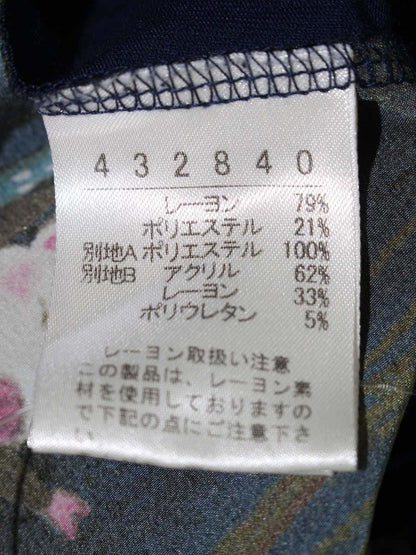 432840
レーヨン 79%
ポリエステル 21%
別地A ポリエステル 100%
別地B アクリル 62%
レーヨン 33%
ポリウレタン 5%
レーヨン取扱い注意
この製品は、レーヨン素
材を使用しておりますの
で下記の点にご注意下さ
い